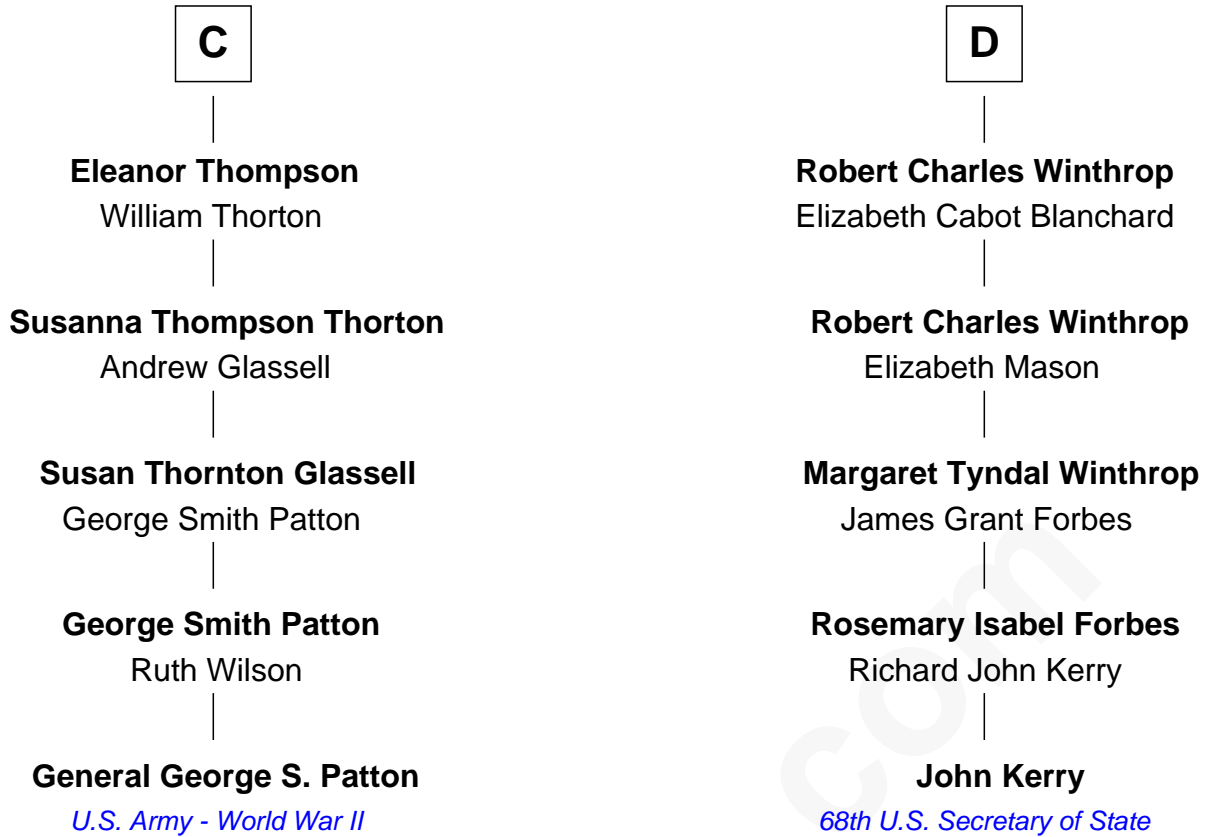 C
Eleanor Thompson
William Thorton
Susanna Thompson Thorton
Andrew Glassell
Susan Thornton Glassell
George Smith Patton
George Smith Patton
Ruth Wilson
General George S. Patton
U.S. Army - World War II
D
Robert Charles Winthrop
Elizabeth Cabot Blanchard
Robert Charles Winthrop
Elizabeth Mason
Margaret Tyndal Winthrop
James Grant Forbes
Rosemary Isabel Forbes
Richard John Kerry
John Kerry
68th U.S. Secretary of State
com